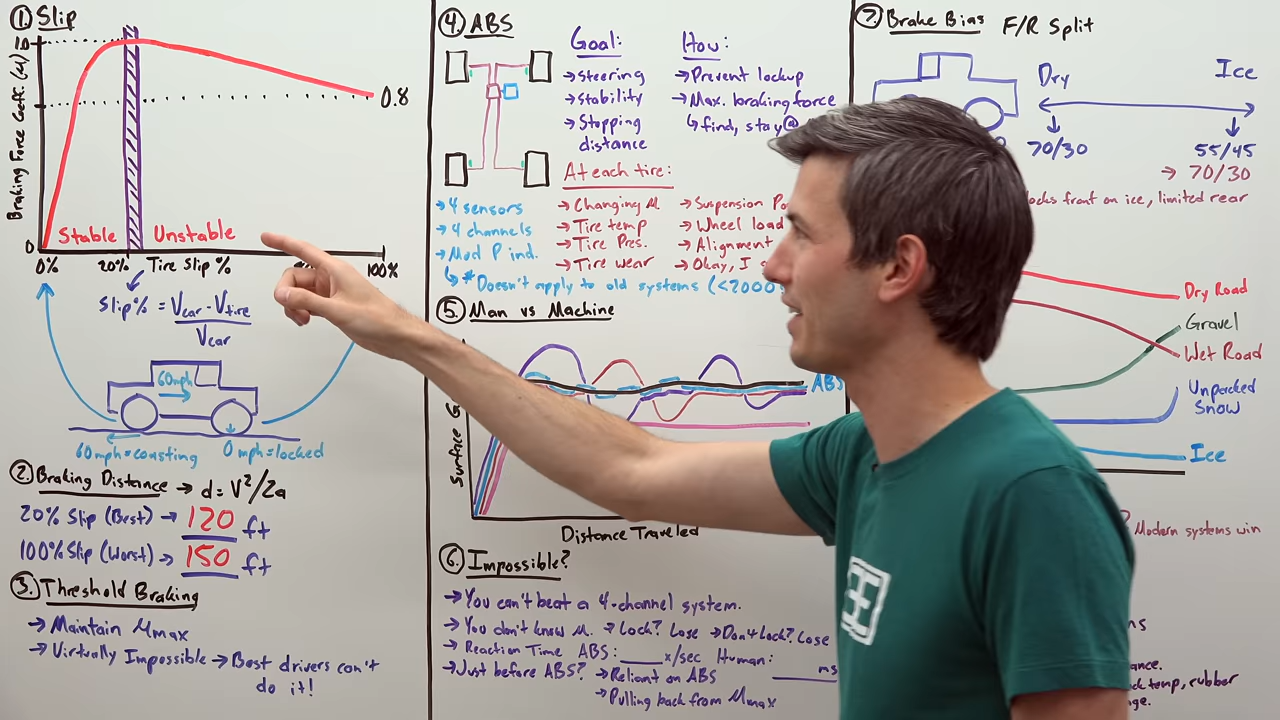 ① Slip
Braking Force Coeff. (μ)
1.0
0.8
0
Stable
Unstable
0%
20%
Tire Slip %
100%
Slip% = Vcar - Vtire
Vcar
60mph
60mph = coasting
0mph = locked
② Braking Distance → d = V²/2a
20% Slip (Best) → 120 ft
100% Slip (Worst) → 150 ft
③ Threshold Braking
→ Maintain μmax
→ Virtually Impossible → Best drivers can't
do it!
④ ABS
Goal:
→ Steering
→ Stability
→ Stopping
distance
How:
→ Prevent lockup
→ Max. braking force
↳ find, stay @
→ 4 sensors
→ 4 channels
→ Mod P ind.
↳ * Doesn't apply to old systems (<2000s
At each tire:
→ Changing μ
→ Tire temp
→ Tire Pres.
→ Tire wear
→ Suspension
→ Wheel load
→ Alignment
→ Okay, I
⑤ Man vs Machine
Surface
ABS
Distance Traveled
⑥ Impossible?
→ You can't beat a 4-channel system.
→ You don't know μ. → Lock? Lose → Don't Lock? Lose
→ Reaction Time ABS: ____ x/sec Human: ____ ms
→ Just before ABS? → Reliant on ABS
→ Pulling back from μmax
⑦ Brake Bias F/R Split
Dry
Ice
70/30
55/45
→ 70/30
locks front on ice, limited rear
Dry Road
Gravel
Wet Road
Unpacked
Snow
Ice
? Modern systems win
temp, rubber